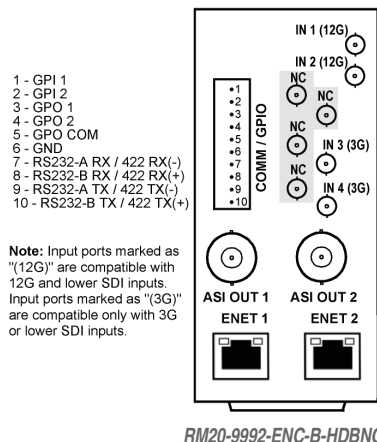 IN 1 (12G)
IN 2 (12G)
NC
NC
NC
NC
IN 3 (3G)
IN 4 (3G)
1 - GPI 1
2 - GPI 2
3 - GPO 1
4 - GPO 2
5 - GPO COM
6 - GND
7 - RS232-A RX / 422 RX(-)
8 - RS232-B RX / 422 RX(+)
9 - RS232-A TX / 422 TX(-)
10 - RS232-B TX / 422 TX(+)
•1
•2
•3
•4
•5
•6
•7
•8
•9
•10
COMM / GPIO
Note: Input ports marked as
"(12G)" are compatible with
12G and lower SDI inputs.
Input ports marked as "(3G)"
are compatible only with 3G
or lower SDI inputs.
ASI OUT 1 ASI OUT 2
ENET 1 ENET 2
RM20-9992-ENC-B-HDBNC